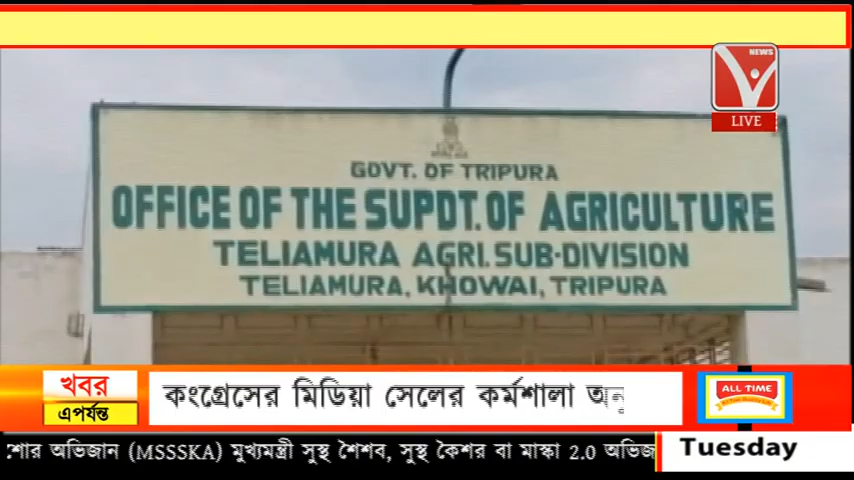 NEWS
LIVE
GOVT. OF TRIPURA
OFFICE OF THE SUPDT. OF AGRICULTURE
TELIAMURA AGRI. SUB-DIVISION
TELIAMURA, KHOWAI, TRIPURA
খবর
এপর্যন্ত
কংগ্রেসের মিডিয়া সেলের কর্মশালা
ALL TIME
অভিজান (MSSSKA) মুখ্যমন্ত্রী সুস্থ শৈশব, সুস্থ কৈশর বা মাস্কা 2.0
Tuesday